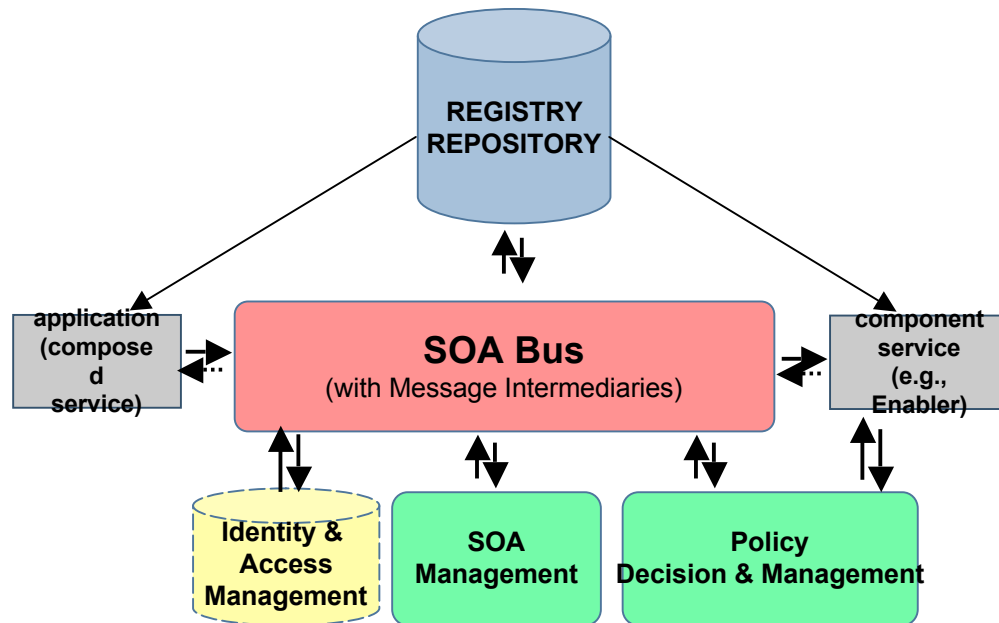 REGISTRY
REPOSITORY
application
(compose
d
service)
SOA Bus
(with Message Intermediaries)
component
service
(e.g.,
Enabler)
Identity &
Access
Management
SOA
Management
Policy
Decision & Management